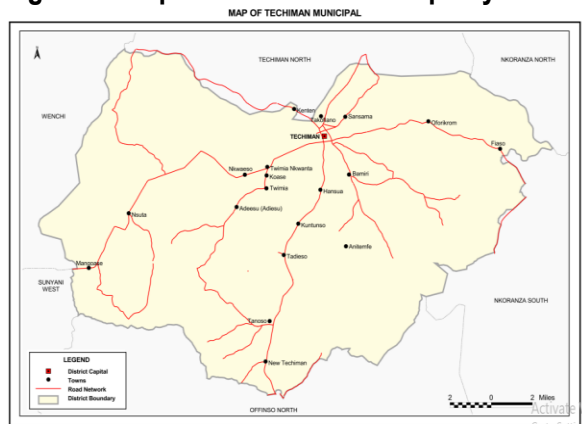 MAP OF TECHIMAN MUNICIPAL
TECHIMAN NORTH
NKORANZA NORTH
WENCHI
Kenten
Sansama
Oforikrom
TECHIMAN
Fiaso
Nkwaeso
Twimia Nkwanta
Koase
Twimia
Bamiri
Hansua
Adeesu (Adiesu)
Nsuta
Kuntunso
Anitemfe
Tadieso
Mangoase
SUNYANI
WEST
NKORANZA SOUTH
Tanoso
New Techiman
LEGEND
District Capital
Towns
Road Network
District Boundary
2 0 2 Miles
OFFINSO NORTH
Activate